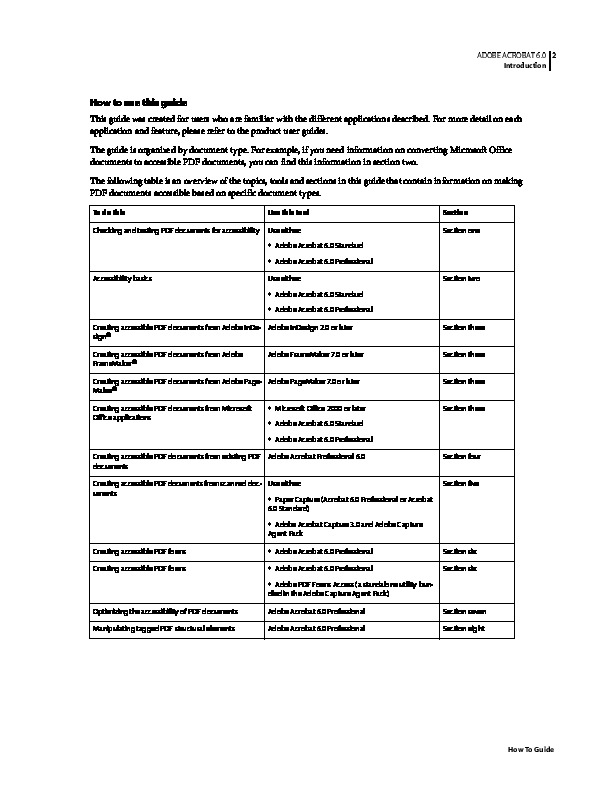 ADOBE ACROBAT 6.0 2
Introduction
How to use this guide
This guide was created for users who are familiar with the different applications described. For more detail on each
application and feature, please refer to the product user guides.
The guide is organized by document type. For example, if you need information on converting Microsoft Office
documents to accessible PDF documents, you can find this information in section two.
The following table is an overview of the topics, tools and sections in this guide that contain information on making
PDF documents accessible based on specific document types.
To do this Use this tool Section
Checking and testing PDF documents for accessibility Use either: Section one
• Adobe Acrobat 6.0 Standard
• Adobe Acrobat 6.0 Professional
Accessibility basics Use either: Section two
• Adobe Acrobat 6.0 Standard
• Adobe Acrobat 6.0 Professional
Creating accessible PDF documents from Adobe InDe- Adobe InDesign 2.0 or later Section three
sign®
Creating accessible PDF documents from Adobe Adobe FrameMaker 7.0 or later Section three
FrameMaker®
Creating accessible PDF documents from Adobe Page- Adobe PageMaker 7.0 or later Section three
Maker®
Creating accessible PDF documents from Microsoft • Microsoft Office 2000 or later Section three
Office applications
• Adobe Acrobat 6.0 Standard
• Adobe Acrobat 6.0 Professional
Creating accessible PDF documents from existing PDF Adobe Acrobat Professional 6.0 Section four
documents
Creating accessible PDF documents from scanned doc- Use either: Section five
uments
• Paper Capture (Acrobat 6.0 Professional or Acrobat
6.0 Standard)
• Adobe Acrobat Capture 3.0 and Adobe Capture
Agent Pack
Creating accessible PDF forms • Adobe Acrobat 6.0 Professional Section six
Creating accessible PDF forms • Adobe Acrobat 6.0 Professional Section six
• Adobe PDF Forms Access (a standalone utility bun-
dled in the Adobe Capture Agent Pack)
Optimizing the accessibility of PDF documents Adobe Acrobat 6.0 Professional Section seven
Manipulating tagged PDF structural elements Adobe Acrobat 6.0 Professional Section eight
How To Guide